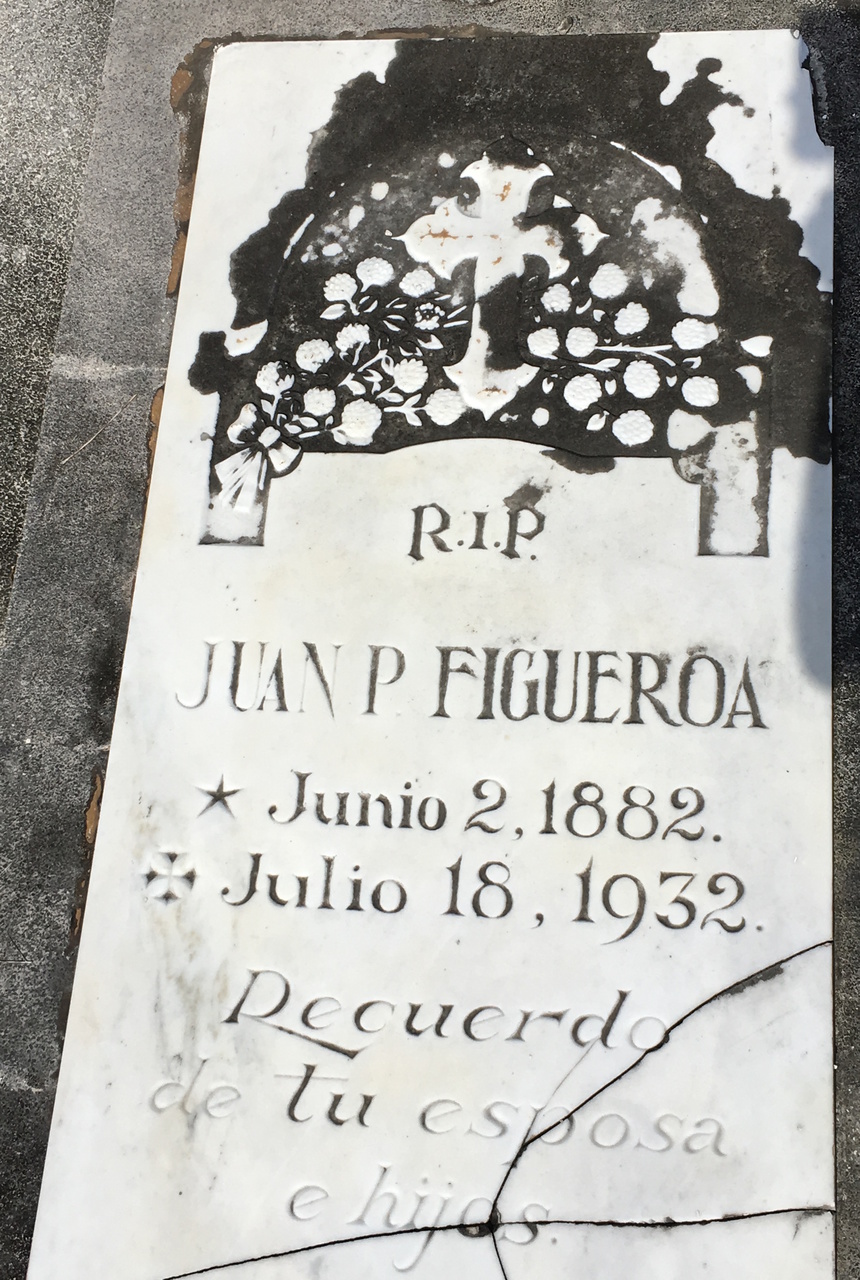 R.I.P.
JUAN P. FIGUEROA
★ Junio 2, 1882.
✠ Julio 18, 1932.
Recuerdo
de tu esposa
e hijos.